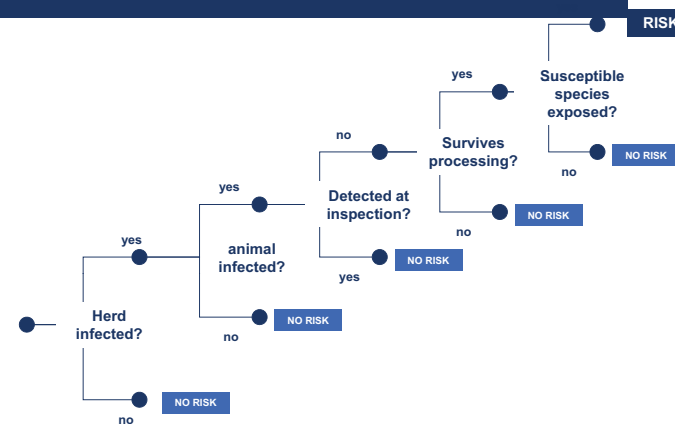 RISK
yes
Susceptible
species
exposed?
no
Survives
processing?
NO RISK
no
yes
Detected at
inspection?
NO RISK
no
yes
animal
infected?
NO RISK
yes
Herd
infected?
NO RISK
no
NO RISK
no